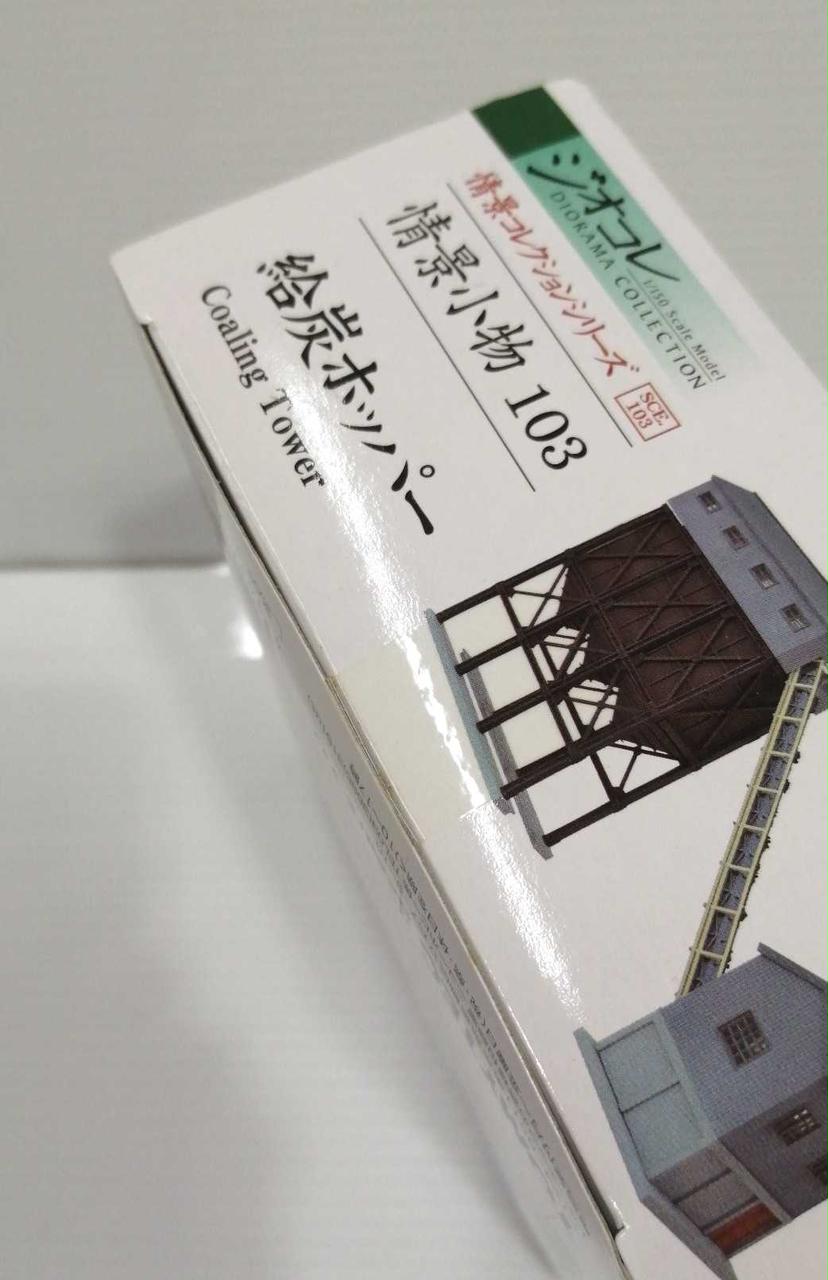 ジオコレ
1/150 Scale Model
DIORAMA COLLECTION
情景コレクションシリーズ
SCE-
103
情景小物 103
給炭ホッパー
Coaling Tower